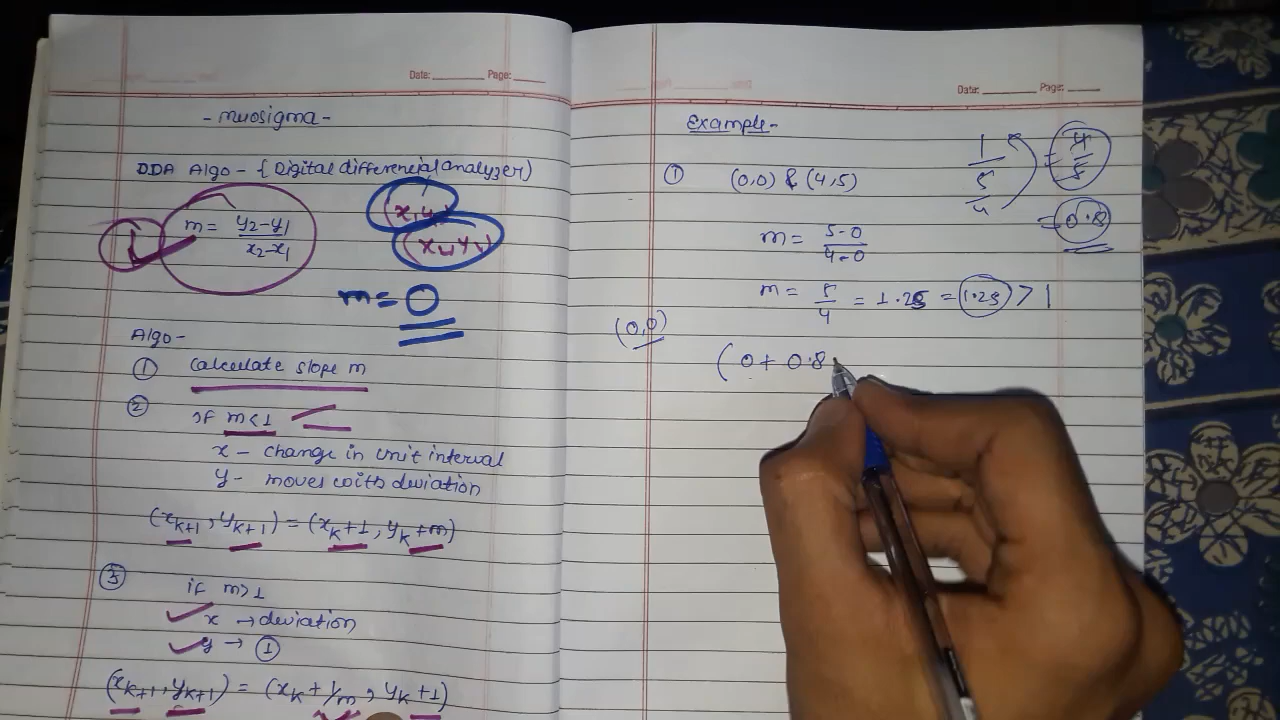 Date: Page:
- nuosigma -
DDA Algo - { Digital differencial analyzer)
m = y2-y1 / x2-x1
m = 0
Algo -
① Calculate slope m
② if m<1
x - change in unit interval
y - moves with deviation
(xk+1, yk+1) = (xk+1, yk+m)
③ if m>1
x → deviation
y → ①
(xk+1, yk+1) = (xk+1/m, yk+1)
Date: Page:
Example -
① (0,0) & (4,5)
1 / 5/4 = 4/5
= 0.8
m = 5-0 / 4-0
m = 5/4 = 1.25 = 1.25 > 1
(0,0)
(0 + 0.8